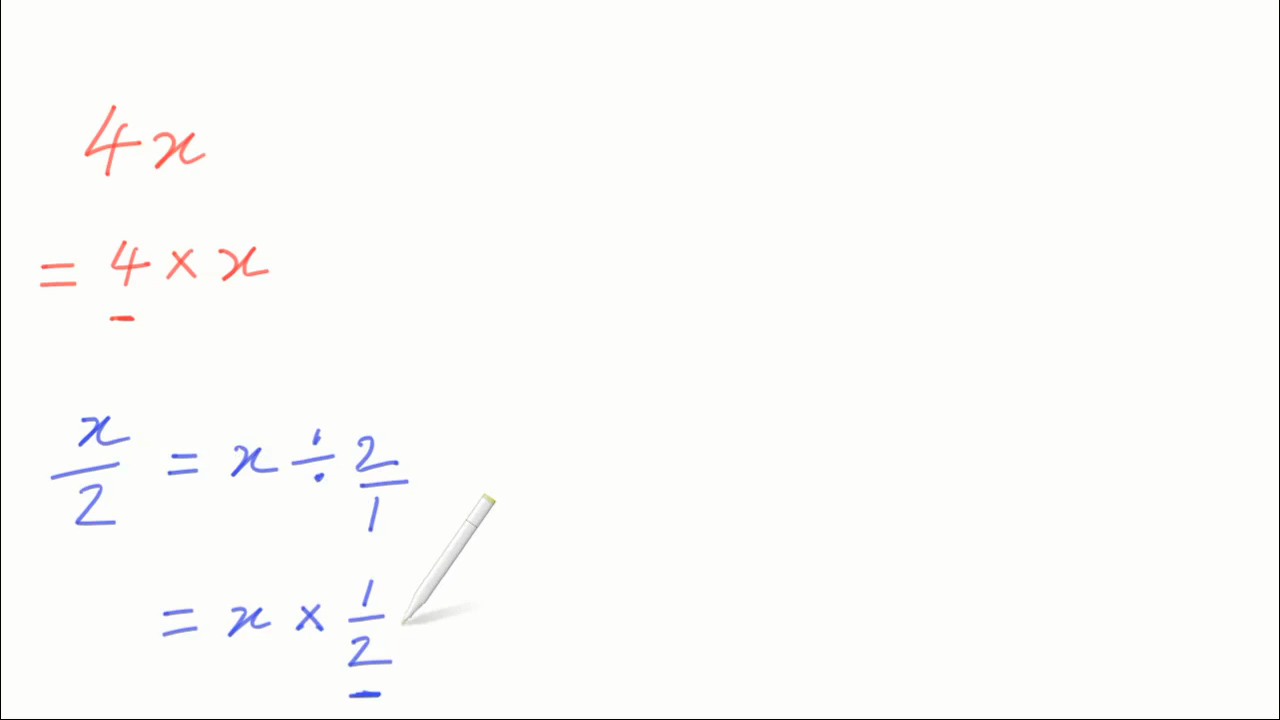 4x
= 4 × x
x/2 = x ÷ 2/1
= x × 1/2